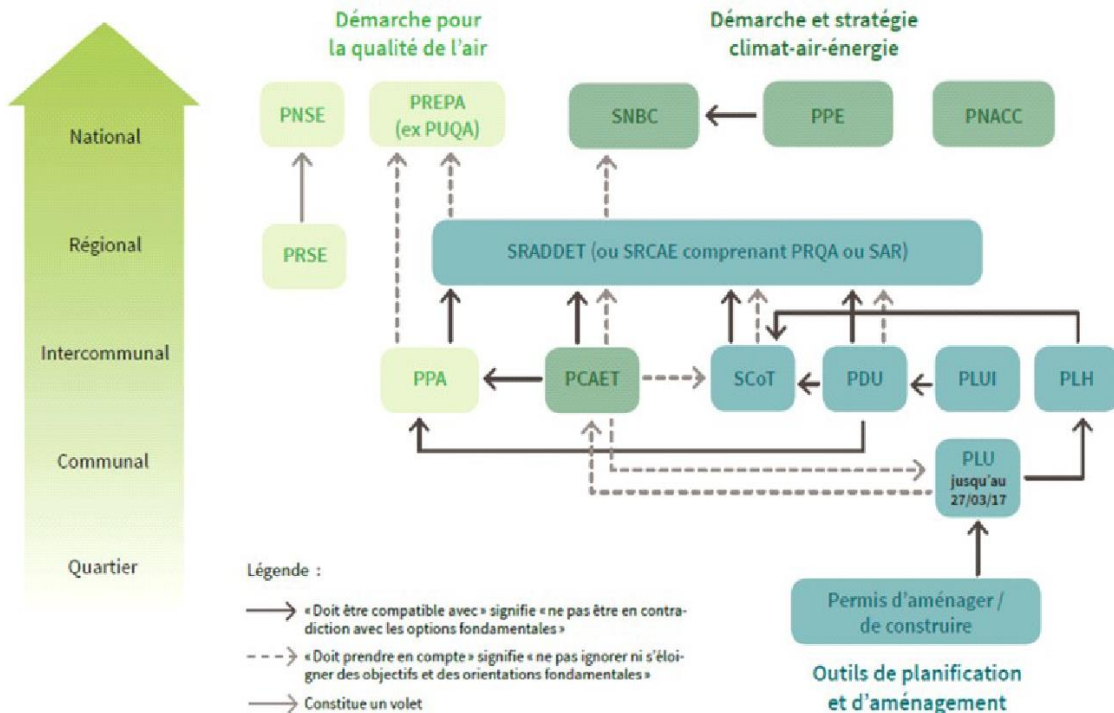 Démarche pour
la qualité de l’air
Démarche et stratégie
climat-air-énergie
National
PNSE
PREPA
(ex PUQA)
SNBC
PPE
PNACC
Régional
PRSE
SRADDET (ou SRCAE comprenant PRQA ou SAR)
Intercommunal
PPA
PCAET
SCoT
PDU
PLUI
PLH
Communal
PLU
jusqu’au
27/03/17
Quartier
Permis d’aménager /
de construire
Outils de planification
et d’aménagement
Légende :
« Doit être compatible avec » signifie « ne pas être en contra-
diction avec les options fondamentales »
« Doit prendre en compte » signifie « ne pas ignorer ni s’éloi-
gner des objectifs et des orientations fondamentales »
Constitue un volet